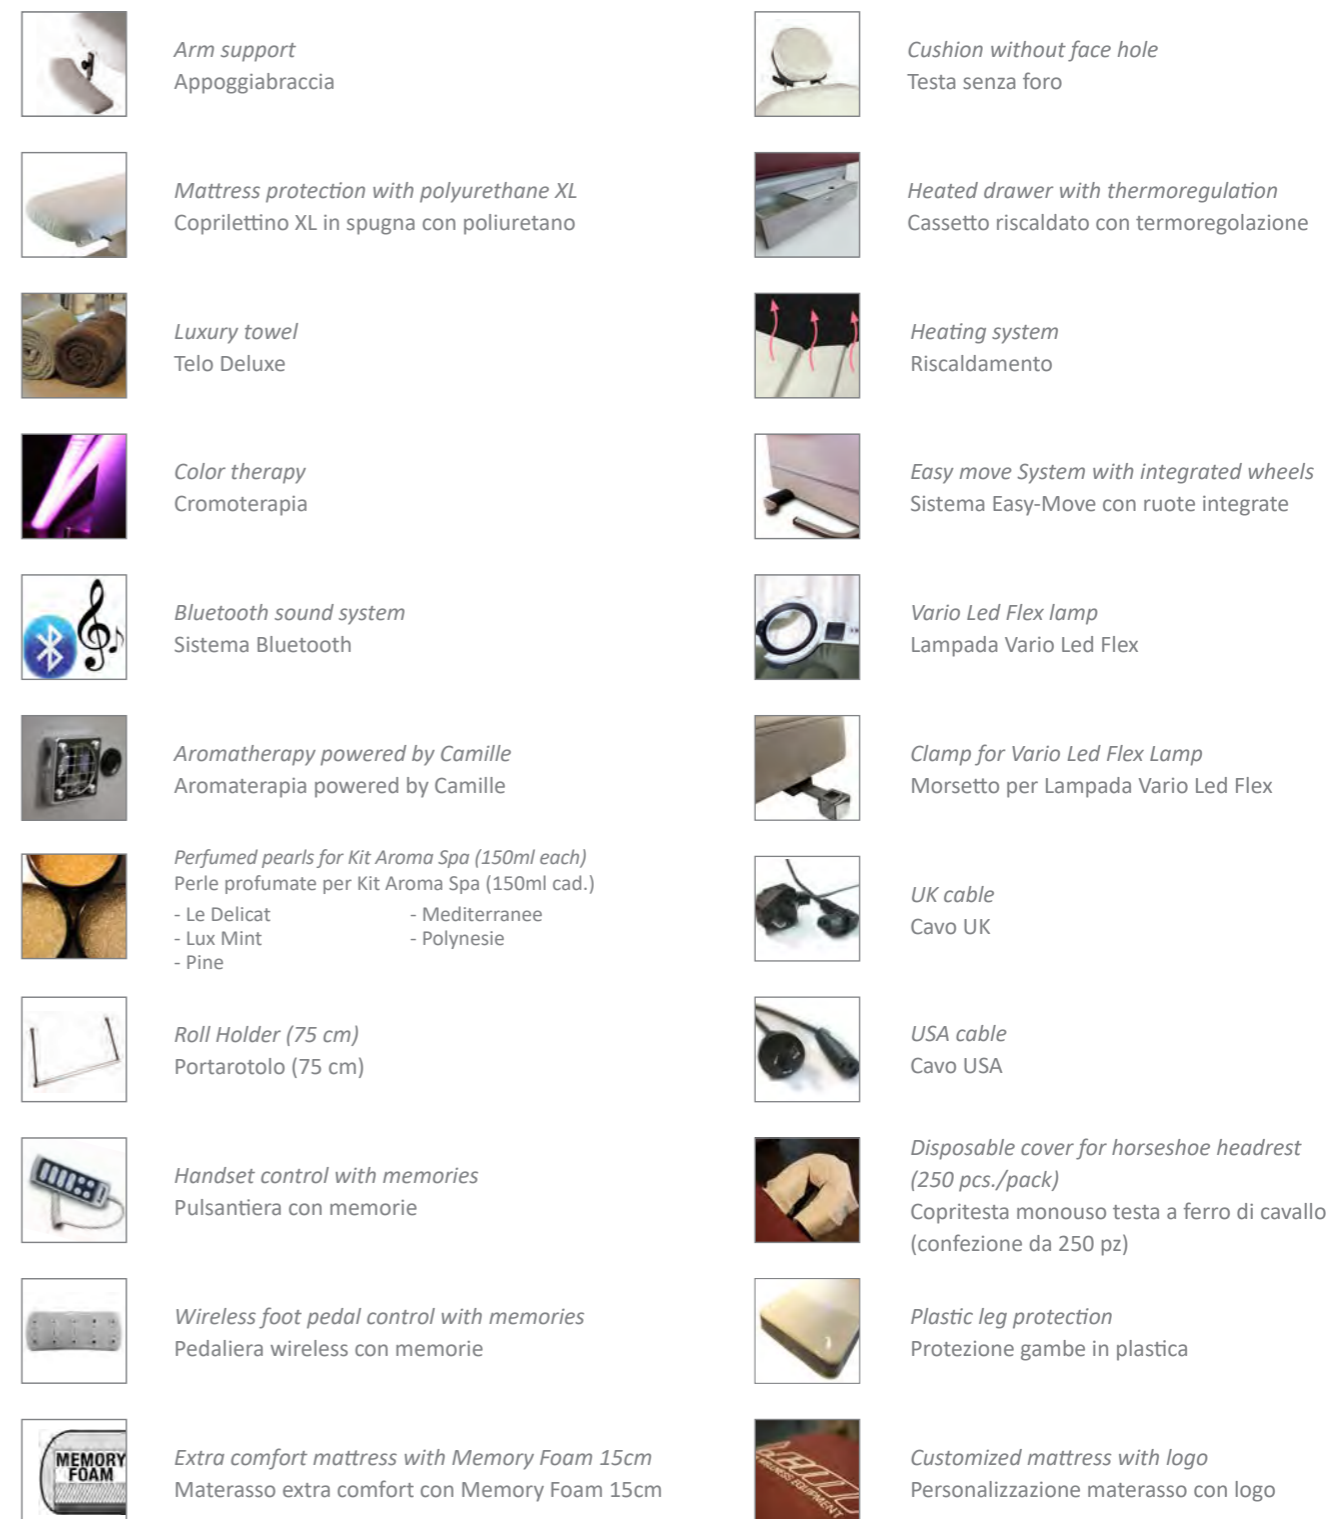 Arm support
Appoggiabraccia
Mattress protection with polyurethane XL
Coprilettino XL in spugna con poliuretano
Luxury towel
Telo Deluxe
Color therapy
Cromoterapia
Bluetooth sound system
Sistema Bluetooth
Aromatherapy powered by Camille
Aromaterapia powered by Camille
Perfumed pearls for Kit Aroma Spa (150ml each)
Perle profumate per Kit Aroma Spa (150ml cad.)
- Le Delicat
- Lux Mint
- Pine
- Mediterranee
- Polynesie
Roll Holder (75 cm)
Portarotolo (75 cm)
Handset control with memories
Pulsantiera con memorie
Wireless foot pedal control with memories
Pedaliera wireless con memorie
MEMORY
FOAM
Extra comfort mattress with Memory Foam 15cm
Materasso extra comfort con Memory Foam 15cm
Cushion without face hole
Testa senza foro
Heated drawer with thermoregulation
Cassetto riscaldato con termoregolazione
Heating system
Riscaldamento
Easy move System with integrated wheels
Sistema Easy-Move con ruote integrate
Vario Led Flex lamp
Lampada Vario Led Flex
Clamp for Vario Led Flex Lamp
Morsetto per Lampada Vario Led Flex
UK cable
Cavo UK
USA cable
Cavo USA
Disposable cover for horseshoe headrest
(250 pcs./pack)
Copritesta monouso testa a ferro di cavallo
(confezione da 250 pz)
Plastic leg protection
Protezione gambe in plastica
EQUIPMENT
Customized mattress with logo
Personalizzazione materasso con logo